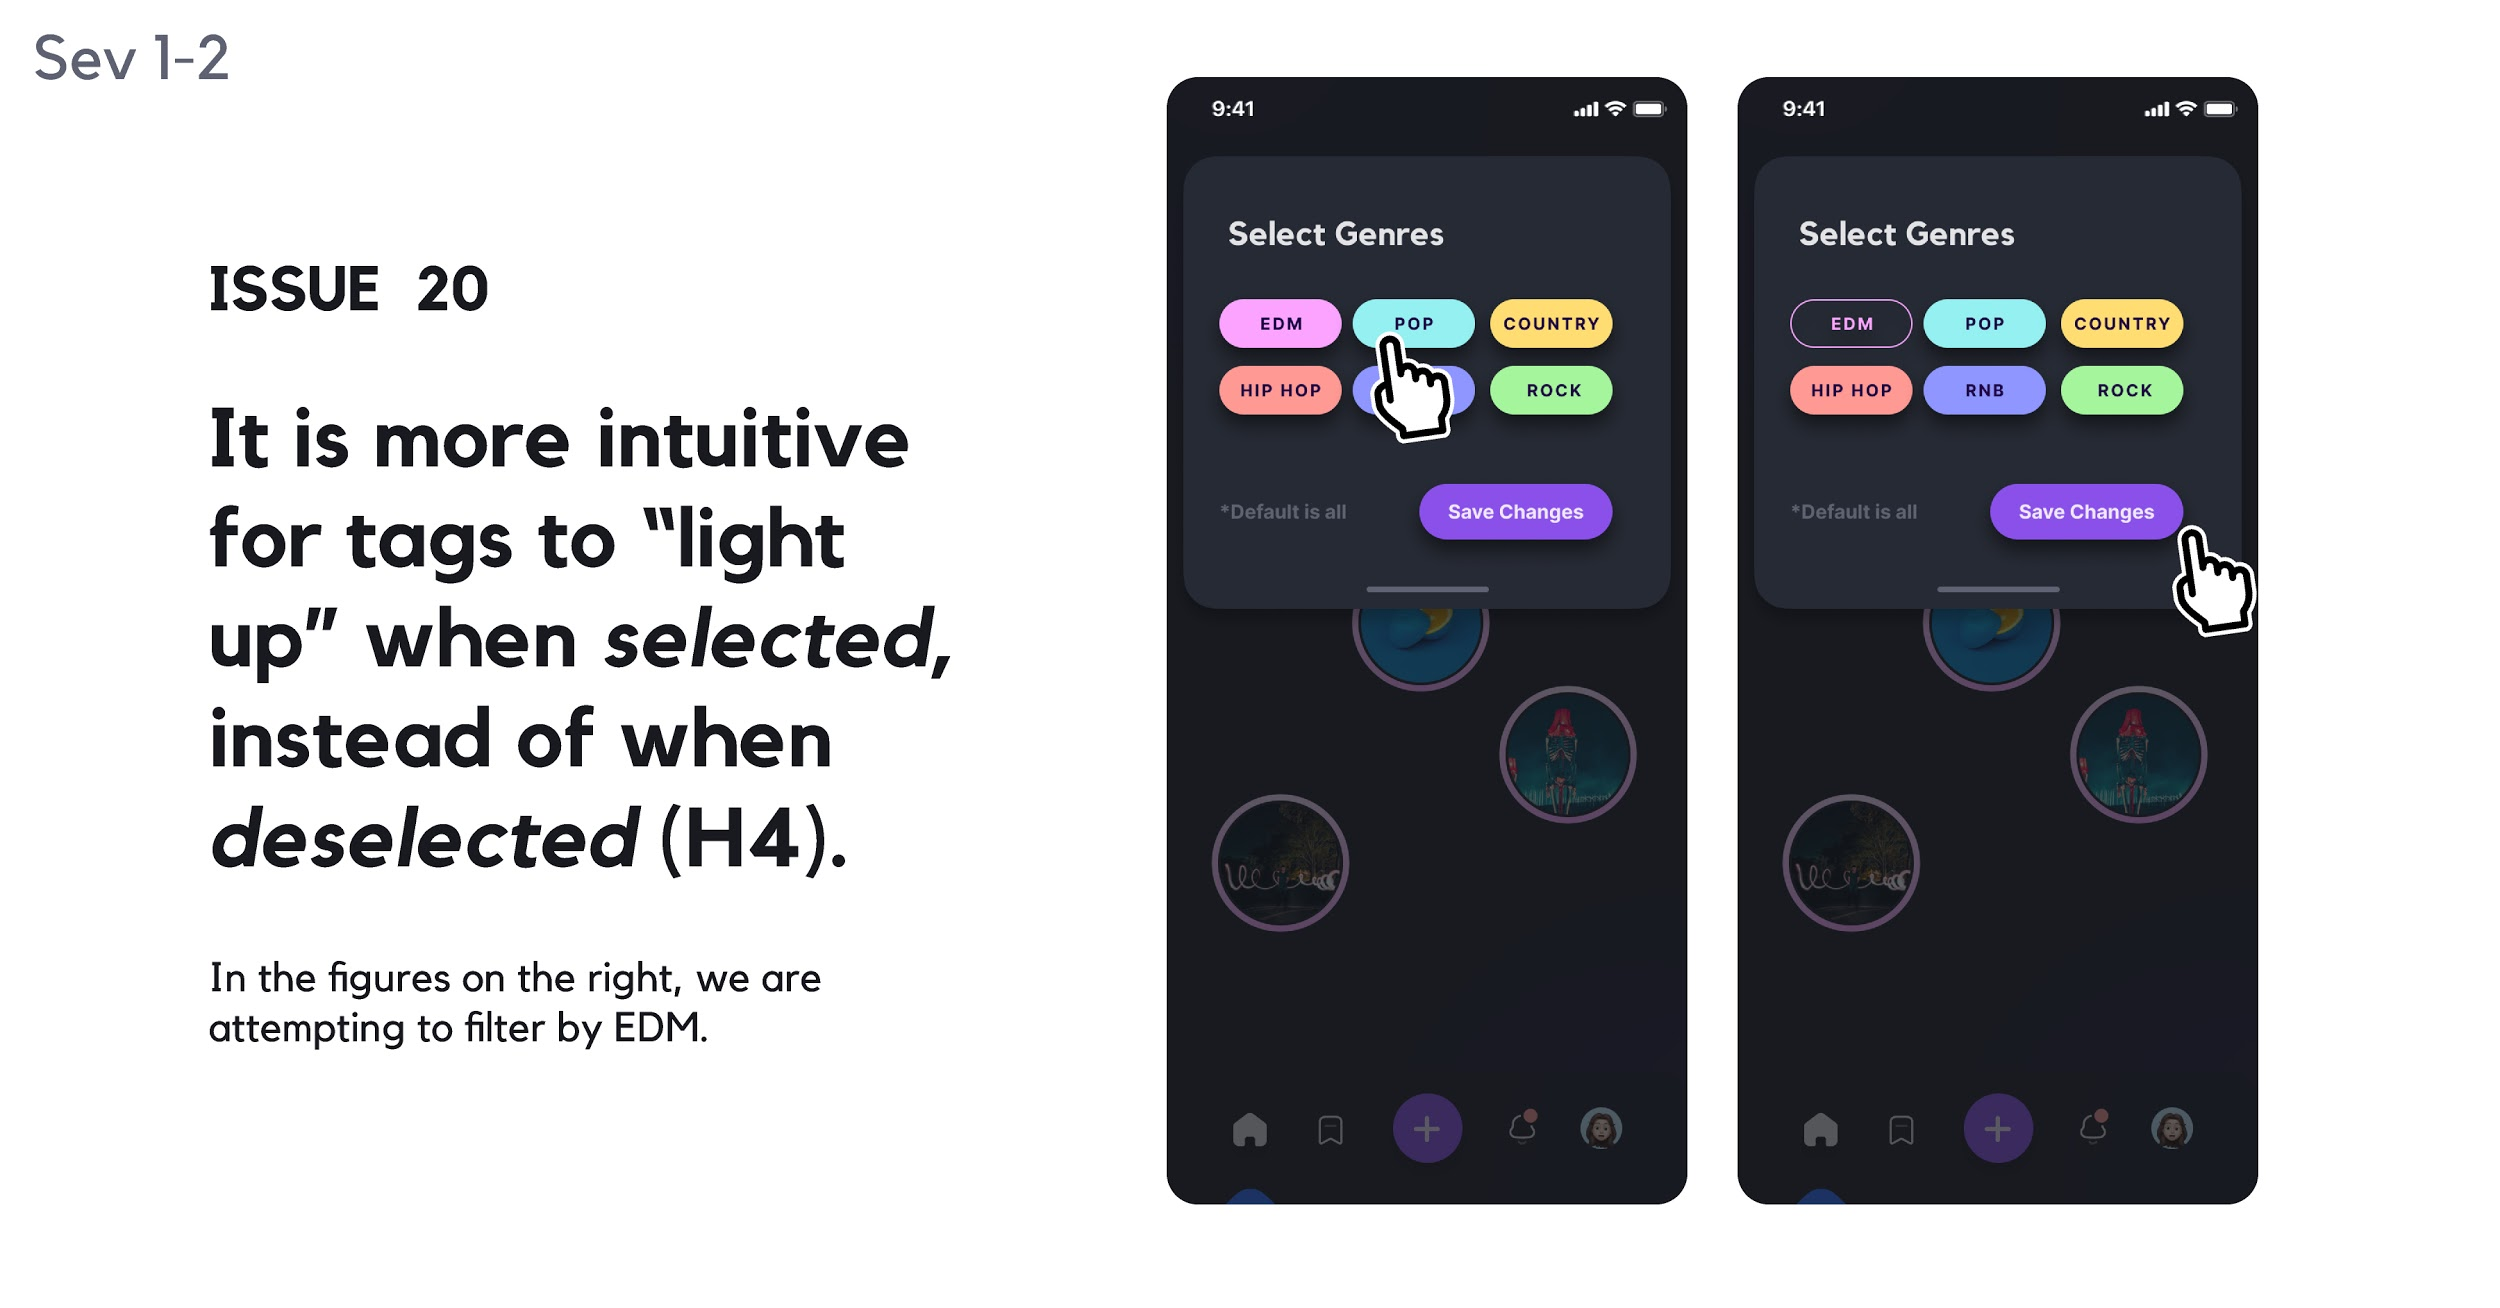 Sev 1-2
ISSUE 20
It is more intuitive
for tags to “light
up” when selected,
instead of when
deselected (H4).
In the figures on the right, we are
attempting to filter by EDM.
9:41
Select Genres
EDM POP COUNTRY
HIP HOP ROCK
*Default is all Save Changes
9:41
Select Genres
EDM POP COUNTRY
HIP HOP RNB ROCK
*Default is all Save Changes